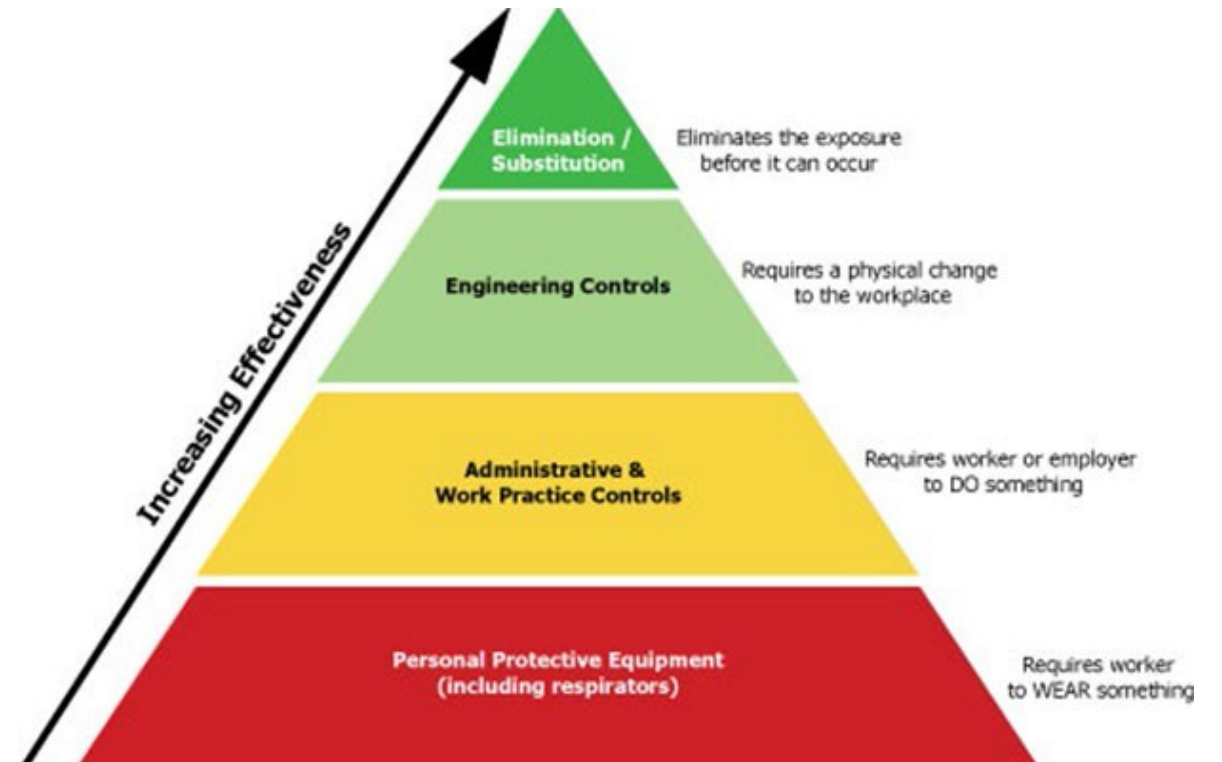 Increasing Effectiveness
Elimination /
Substitution
Eliminates the exposure
before it can occur
Engineering Controls
Requires a physical change
to the workplace
Administrative &
Work Practice Controls
Requires worker or employer
to DO something
Personal Protective Equipment
(including respirators)
Requires worker
to WEAR something